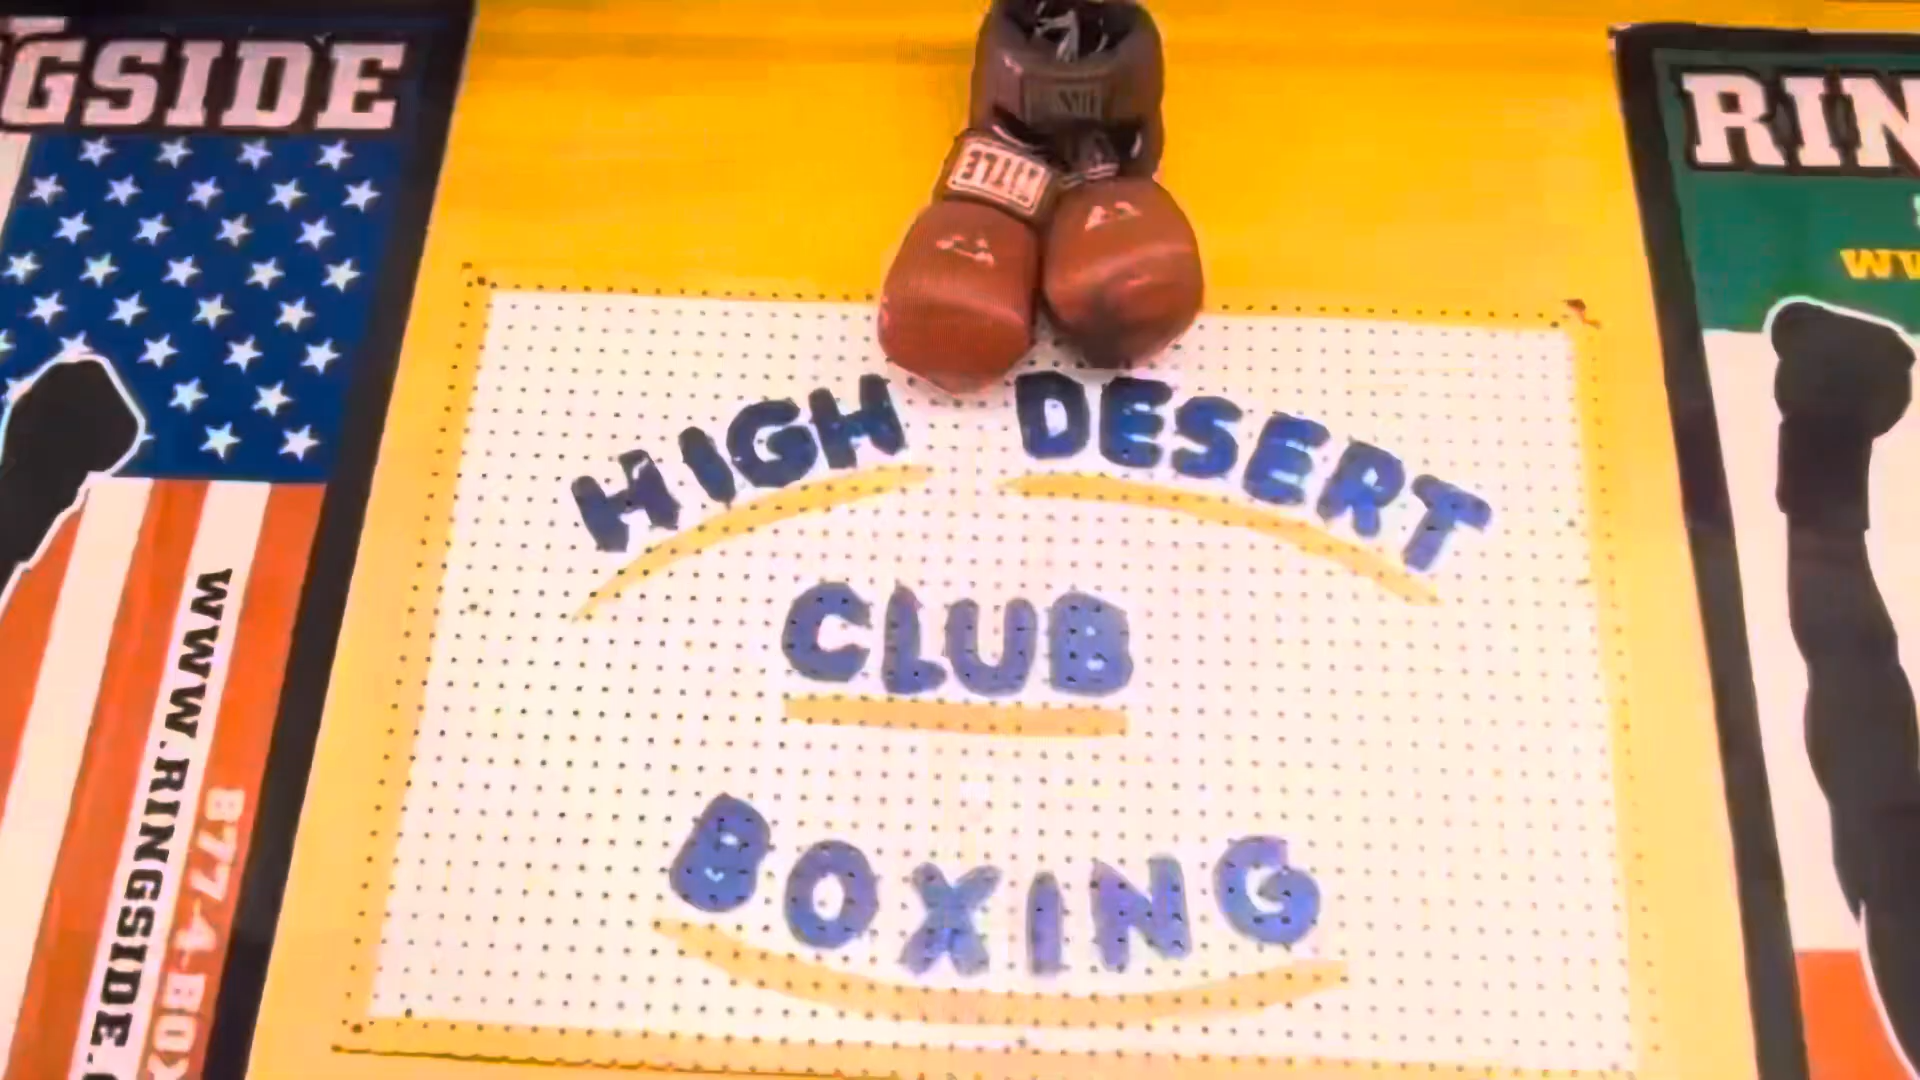 GSIDE
WWW.RINGSIDE.
877-4-BOX
TITLE
HIGH DESERT
CLUB
BOXING
RIN